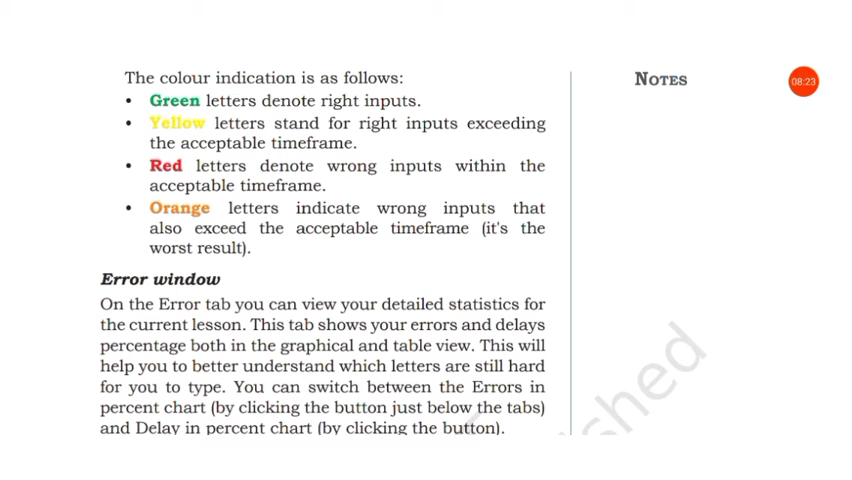 The colour indication is as follows:
NOTES
08:23
• Green letters denote right inputs.
• Yellow letters stand for right inputs exceeding
the acceptable timeframe.
• Red letters denote wrong inputs within the
acceptable timeframe.
• Orange letters indicate wrong inputs that
also exceed the acceptable timeframe (it's the
worst result).
Error window
On the Error tab you can view your detailed statistics for
the current lesson. This tab shows your errors and delays
percentage both in the graphical and table view. This will
help you to better understand which letters are still hard
for you to type. You can switch between the Errors in
percent chart (by clicking the button just below the tabs)
and Delay in percent chart (by clicking the button).